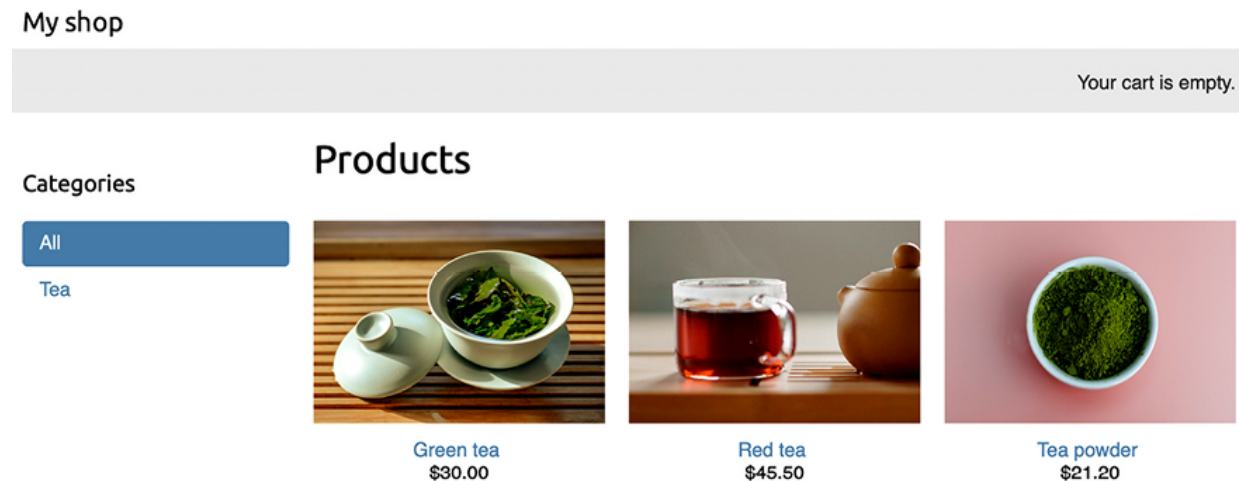 My shop
Your cart is empty.
Categories
All
Tea
Products
Green tea
$30.00
Red tea
$45.50
Tea powder
$21.20